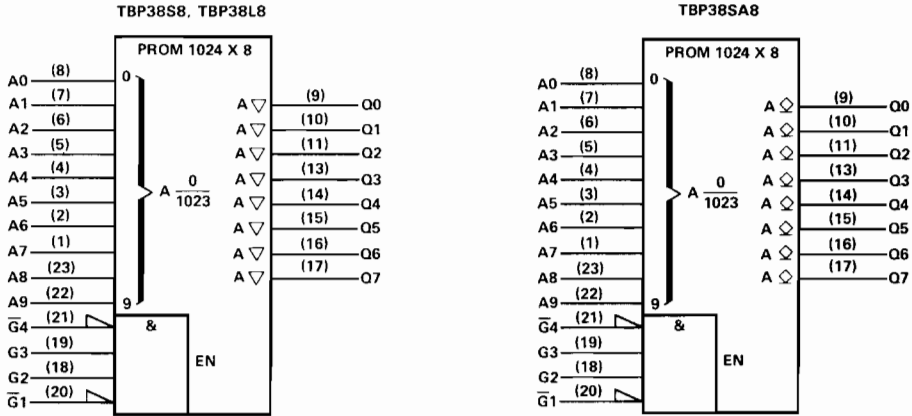 TBP38S8, TBP38L8
PROM 1024 X 8
A0 (8) 0
A1 (7) A ▽ (9) Q0
A2 (6) A ▽ (10) Q1
A3 (5) A ▽ (11) Q2
A4 (4) A ▽ (13) Q3
A 0/1023
A5 (3) A ▽ (14) Q4
A6 (2) A ▽ (15) Q5
A7 (1) A ▽ (16) Q6
A8 (23) A ▽ (17) Q7
A9 (22) 9
G̅4 (21) &
G3 (19)
EN
G2 (18)
G̅1 (20)
TBP38SA8
PROM 1024 X 8
A0 (8) 0
A1 (7) A ◇ (9) Q0
A2 (6) A ◇ (10) Q1
A3 (5) A ◇ (11) Q2
A4 (4) A ◇ (13) Q3
A 0/1023
A5 (3) A ◇ (14) Q4
A6 (2) A ◇ (15) Q5
A7 (1) A ◇ (16) Q6
A8 (23) A ◇ (17) Q7
A9 (22) 9
G̅4 (21) &
G3 (19)
EN
G2 (18)
G̅1 (20)